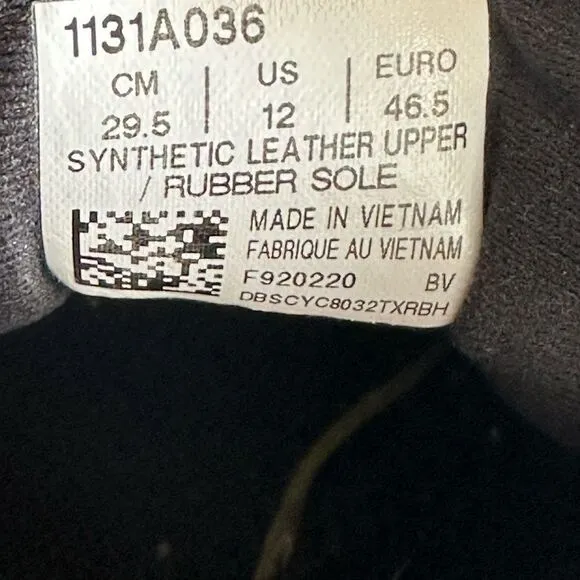 1131A036
CM | US | EURO
29.5 | 12 | 46.5
SYNTHETIC LEATHER UPPER
/ RUBBER SOLE
MADE IN VIETNAM
FABRIQUE AU VIETNAM
F920220 BV
DBSCYC8032TXRBH